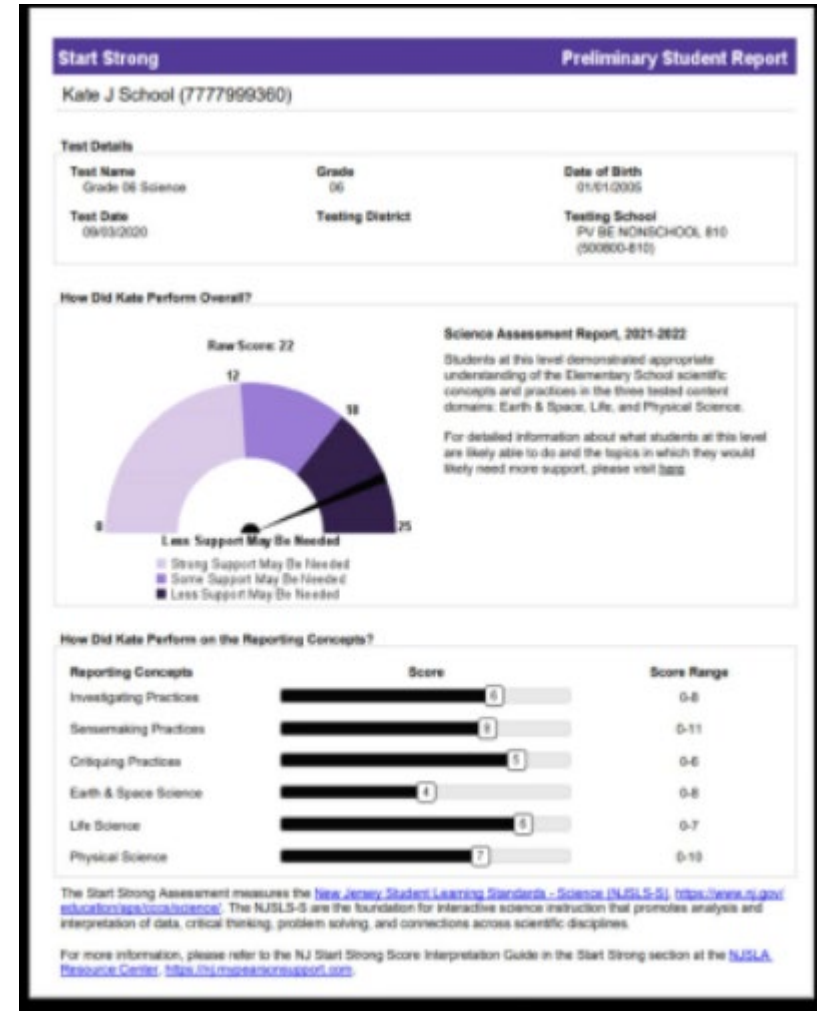 Start Strong Preliminary Student Report
Kate J School (7777999360)
Test Details
Test Name Grade Date of Birth
Grade 06 Science 06 01/01/2005
Test Date Testing District Testing School
09/03/2020 PV BE NONSCHOOL 810
(500800-810)
How Did Kate Perform Overall?
Raw Score: 22
0
12
18
25
Less Support May Be Needed
Strong Support May Be Needed
Some Support May Be Needed
Less Support May Be Needed
Science Assessment Report, 2021-2022
Students at this level demonstrated appropriate
understanding of the Elementary School scientific
concepts and practices in the three tested content
domains: Earth & Space, Life, and Physical Science.
For detailed information about what students at this level
are likely able to do and the topics in which they would
likely need more support, please visit here
How Did Kate Perform on the Reporting Concepts?
Reporting Concepts Score Score Range
Investigating Practices 6 0-8
Sensemaking Practices 0-11
Critiquing Practices 5 0-6
Earth & Space Science 4 0-8
Life Science 6 0-7
Physical Science 7 0-10
The Start Strong Assessment measures the New Jersey Student Learning Standards - Science (NJSLS-S), https://www.nj.gov/
education/aps/cccs/science/. The NJSLS-S are the foundation for interactive science instruction that promotes analysis and
interpretation of data, critical thinking, problem solving, and connections across scientific disciplines.
For more information, please refer to the NJ Start Strong Score Interpretation Guide in the Start Strong section at the NJSLA
Resource Center, https://nj.mypearsonsupport.com.